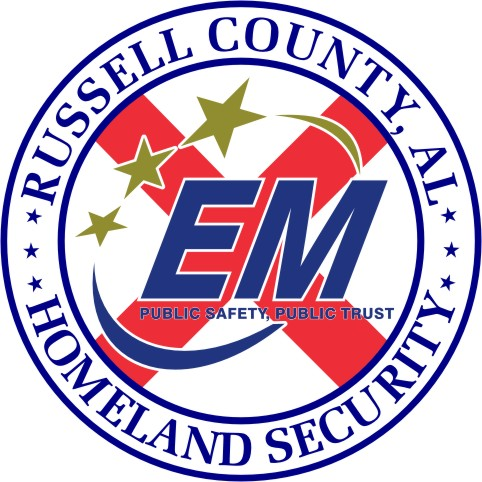 RUSSELL COUNTY, AL
EM
PUBLIC SAFETY, PUBLIC TRUST
HOMELAND SECURITY